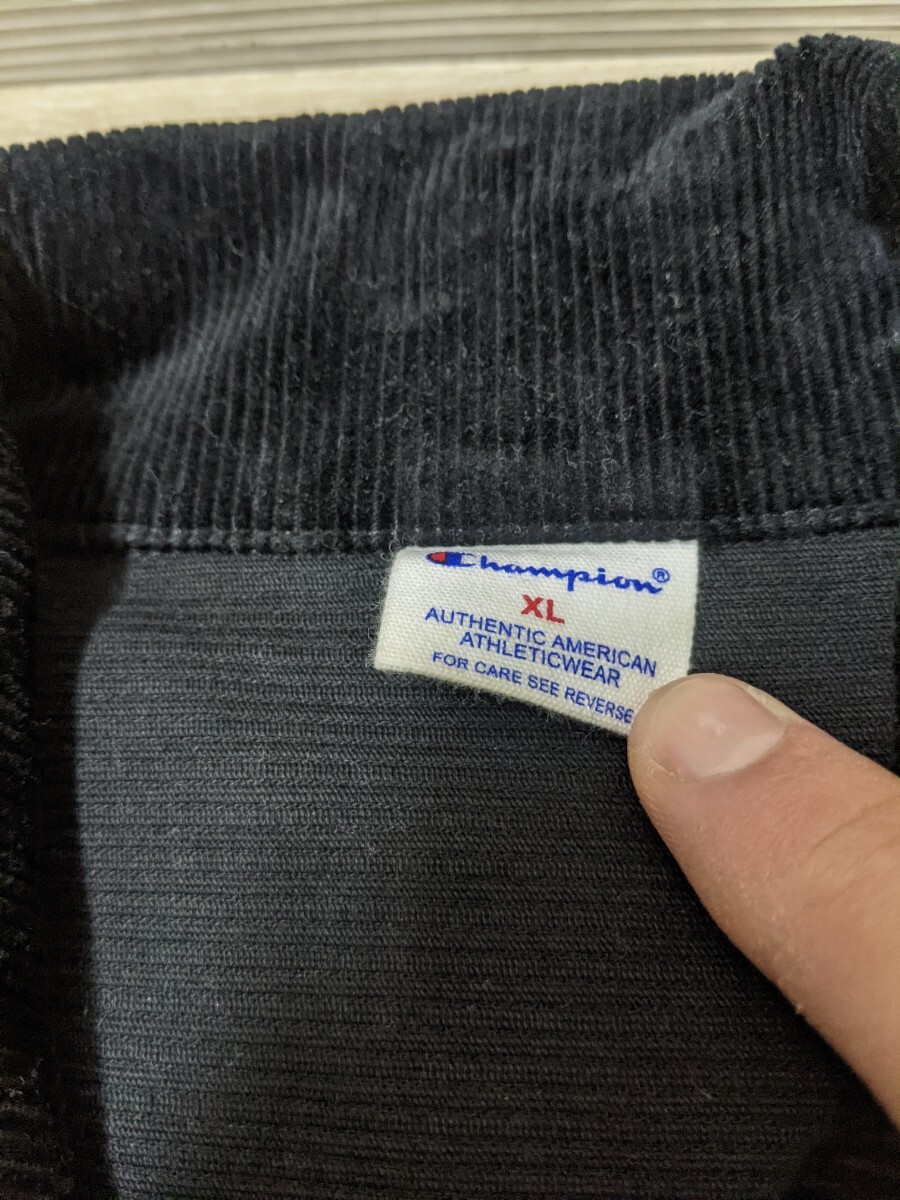 Champion®
XL
AUTHENTIC AMERICAN
ATHLETICWEAR
FOR CARE SEE REVERSE